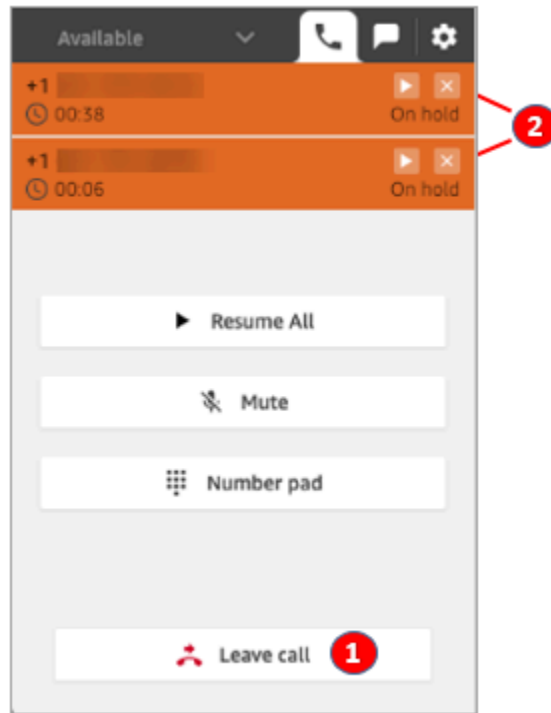 Available
+1
00:38
On hold
2
+1
00:06
On hold
Resume All
Mute
Number pad
Leave call
1